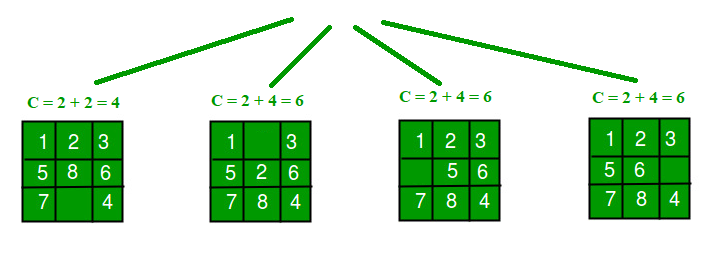 C = 2 + 2 = 4
1 2 3
5 8 6
7 4
C = 2 + 4 = 6
1 3
5 2 6
7 8 4
C = 2 + 4 = 6
1 2 3
5 6
7 8 4
C = 2 + 4 = 6
1 2 3
5 6
7 8 4